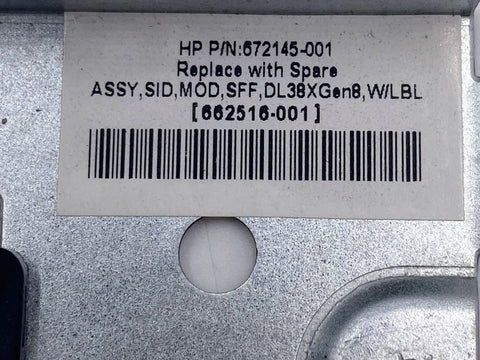 HP P/N:672145-001
Replace with Spare
ASSY,SID,MOD,SFF,DL38XGen8,W/LBL
[662516-001]